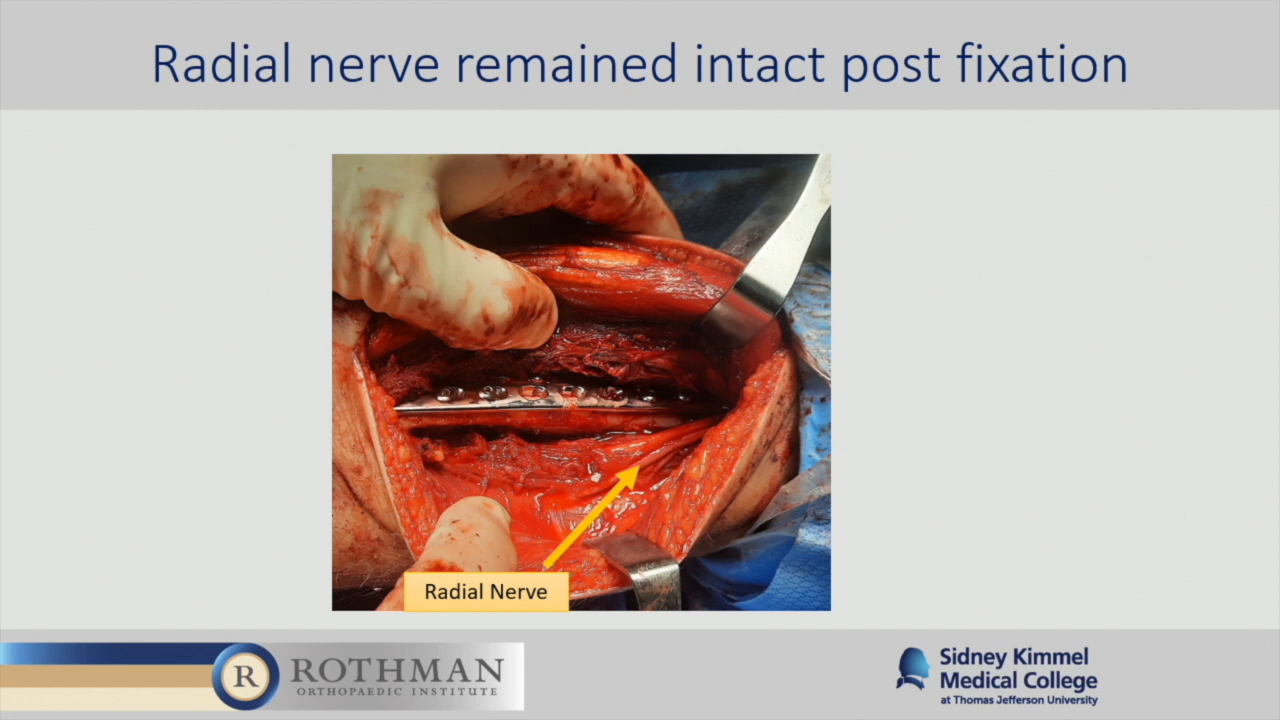 Radial nerve remained intact post fixation
Radial Nerve
R ROTHMAN
ORTHOPAEDIC INSTITUTE
Sidney Kimmel
Medical College
at Thomas Jefferson University